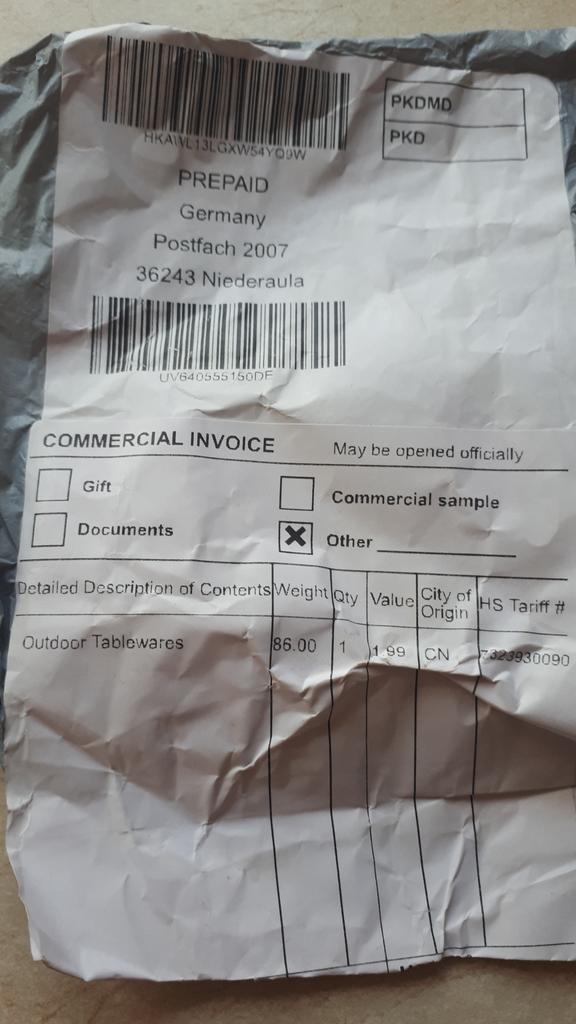 HKAWL13LGXW54YQ9W
PKDMD
PKD
PREPAID
Germany
Postfach 2007
36243 Niederaula
UV640555150DE
COMMERCIAL INVOICE May be opened officially
Gift
Commercial sample
Documents
Other
Detailed Description of Contents Weight Qty Value City of Origin HS Tariff #
Outdoor Tablewares 86.00 1 1.99 CN 7323930090